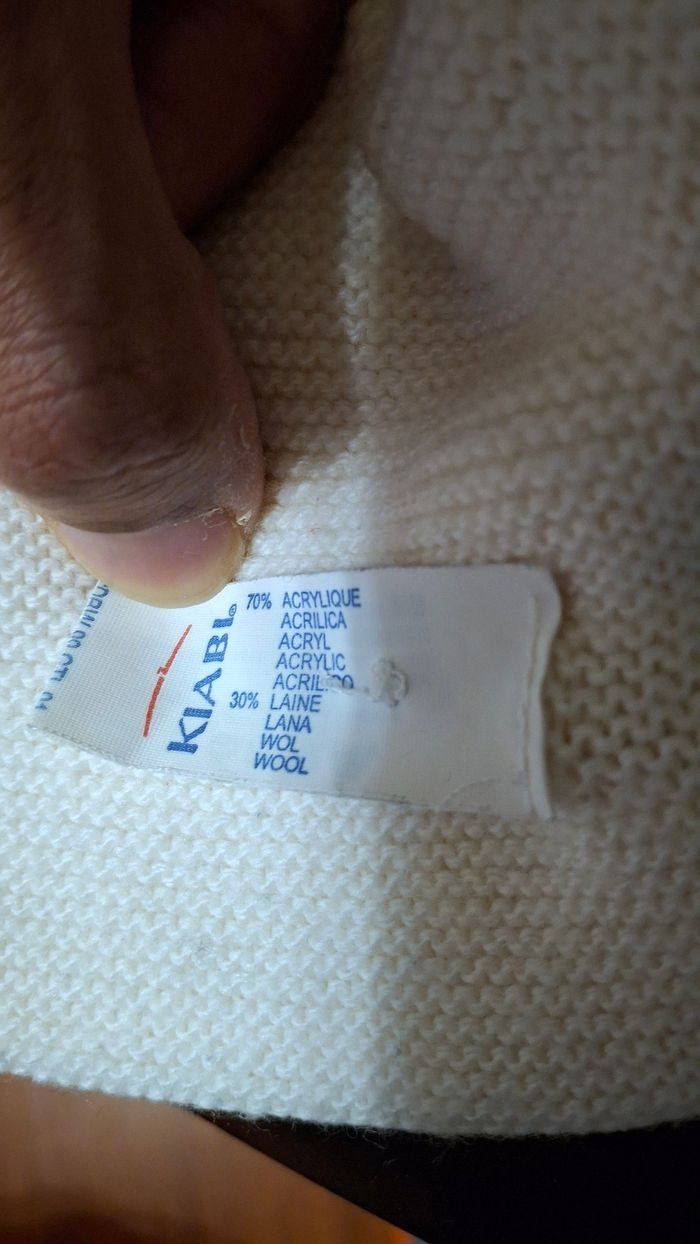 KIABI®
70% ACRYLIQUE
ACRILICA
ACRYL
ACRYLIC
30% LAINE
LANA
WOL
WOOL